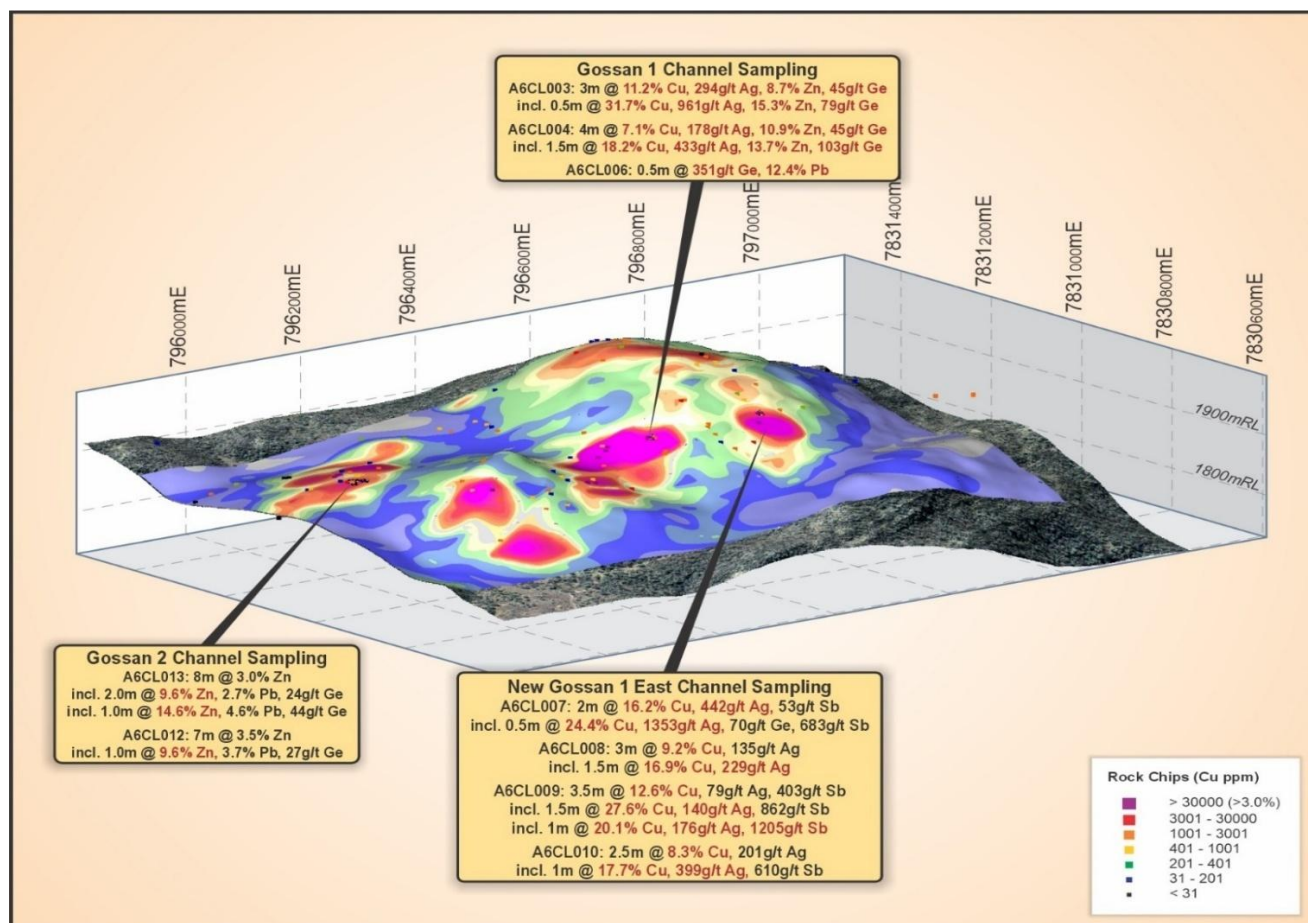 Gossan 1 Channel Sampling
A6CL003: 3m @ 11.2% Cu, 294g/t Ag, 8.7% Zn, 45g/t Ge
incl. 0.5m @ 31.7% Cu, 961g/t Ag, 15.3% Zn, 79g/t Ge
A6CL004: 4m @ 7.1% Cu, 178g/t Ag, 10.9% Zn, 45g/t Ge
incl. 1.5m @ 18.2% Cu, 433g/t Ag, 13.7% Zn, 103g/t Ge
A6CL006: 0.5m @ 351g/t Ge, 12.4% Pb
796000mE
796200mE
796400mE
796600mE
796800mE
797000mE
7831400mE
7831200mE
7831000mE
7830800mE
7830600mE
1900mRL
1800mRL
Gossan 2 Channel Sampling
A6CL013: 8m @ 3.0% Zn
incl. 2.0m @ 9.6% Zn, 2.7% Pb, 24g/t Ge
incl. 1.0m @ 14.6% Zn, 4.6% Pb, 44g/t Ge
A6CL012: 7m @ 3.5% Zn
incl. 1.0m @ 9.6% Zn, 3.7% Pb, 27g/t Ge
New Gossan 1 East Channel Sampling
A6CL007: 2m @ 16.2% Cu, 442g/t Ag, 53g/t Sb
incl. 0.5m @ 24.4% Cu, 1353g/t Ag, 70g/t Ge, 683g/t Sb
A6CL008: 3m @ 9.2% Cu, 135g/t Ag
incl. 1.5m @ 16.9% Cu, 229g/t Ag
A6CL009: 3.5m @ 12.6% Cu, 79g/t Ag, 403g/t Sb
incl. 1.5m @ 27.6% Cu, 140g/t Ag, 862g/t Sb
incl. 1m @ 20.1% Cu, 176g/t Ag, 1205g/t Sb
A6CL010: 2.5m @ 8.3% Cu, 201g/t Ag
incl. 1m @ 17.7% Cu, 399g/t Ag, 610g/t Sb
Rock Chips (Cu ppm)
> 30000 (>3.0%)
3001 - 30000
1001 - 3001
401 - 1001
201 - 401
31 - 201
< 31